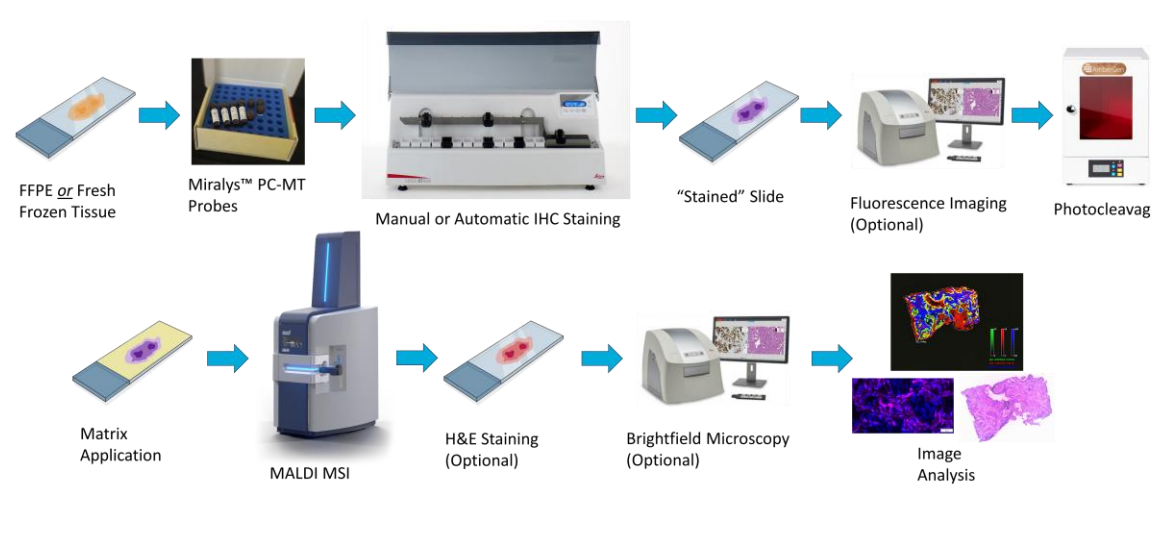 AmberGen
FFPE or Fresh
Frozen Tissue
Miralys™ PC-MT
Probes
Manual or Automatic IHC Staining
“Stained” Slide
Fluorescence Imaging
(Optional)
Photocleavag
Matrix
Application
MALDI MSI
H&E Staining
(Optional)
Brightfield Microscopy
(Optional)
Image
Analysis